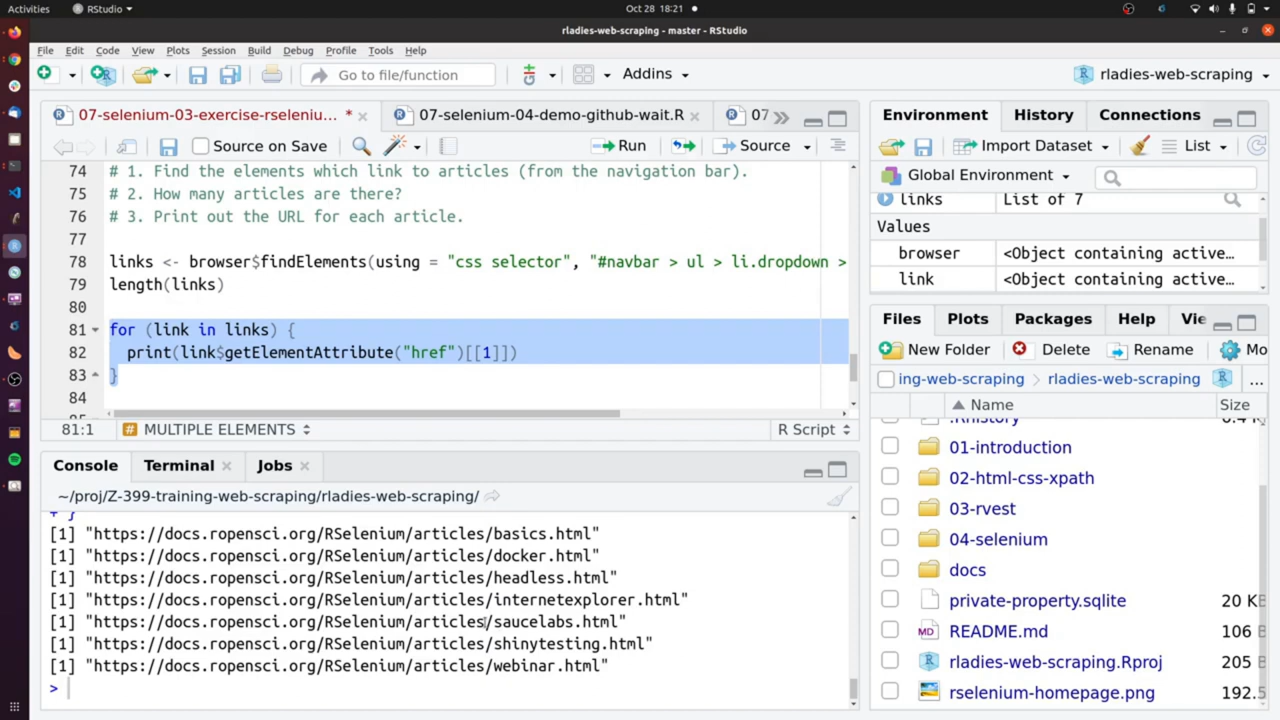 Activities
RStudio
Oct 28 18:21
rladies-web-scraping - master - RStudio
File Edit Code View Plots Session Build Debug Profile Tools Help
Go to file/function
Addins
rladies-web-scraping
07-selenium-03-exercise-rseleniu... *
07-selenium-04-demo-github-wait.R
07
Source on Save
Run
Source
74 # 1. Find the elements which link to articles (from the navigation bar).
75 # 2. How many articles are there?
76 # 3. Print out the URL for each article.
77
78 links <- browser$findElements(using = "css selector", "#navbar > ul > li.dropdown >
79 length(links)
80
81 for (link in links) {
82 print(link$getElementAttribute("href")[[1]])
83 }
84
81:1
# MULTIPLE ELEMENTS
R Script
Console
Terminal
Jobs
~/proj/Z-399-training-web-scraping/rladies-web-scraping/
+ }
[1] "https://docs.ropensci.org/RSelenium/articles/basics.html"
[1] "https://docs.ropensci.org/RSelenium/articles/docker.html"
[1] "https://docs.ropensci.org/RSelenium/articles/headless.html"
[1] "https://docs.ropensci.org/RSelenium/articles/internetexplorer.html"
[1] "https://docs.ropensci.org/RSelenium/articles/saucelabs.html"
[1] "https://docs.ropensci.org/RSelenium/articles/shinytesting.html"
[1] "https://docs.ropensci.org/RSelenium/articles/webinar.html"
>
Environment
History
Connections
Import Dataset
List
Global Environment
links List of 7
Values
browser <Object containing active…
link <Object containing active…
Files
Plots
Packages
Help
Vie
New Folder
Delete
Rename
Mo
ing-web-scraping
rladies-web-scraping
...
Name
Size
.Rhistory
01-introduction
02-html-css-xpath
03-rvest
04-selenium
docs
private-property.sqlite 20 KB
README.md 106
rladies-web-scraping.Rproj 205
rselenium-homepage.png 192.5